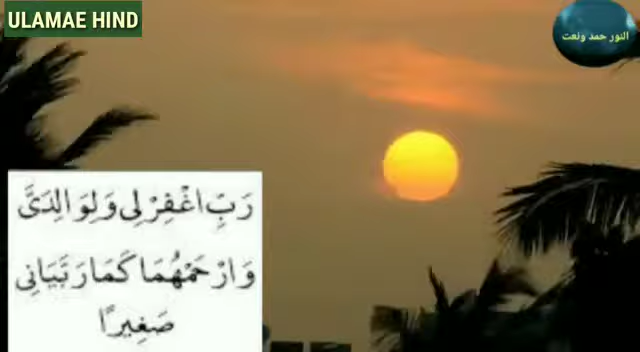 ULAMAE HIND
النور حمد ونعت
رَبِّ اغْفِرْ لِي وَلِوَالِدَيَّ
وَارْحَمْهُمَا كَمَا رَبَّيَانِي
صَغِيرًا